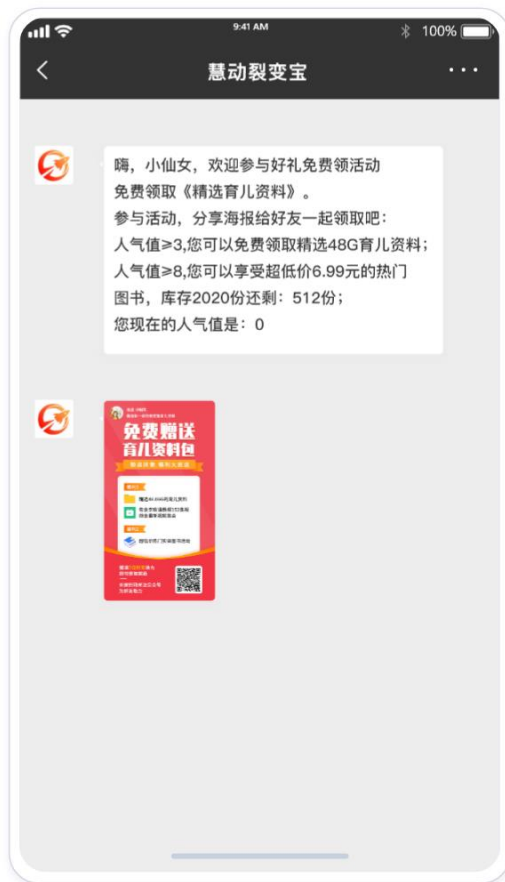 9:41 AM
100%
慧动裂变宝
嗨，小仙女，欢迎参与好礼免费领活动
免费领取《精选育儿资料》。
参与活动，分享海报给好友一起领取吧：
人气值≥3,您可以免费领取精选48G育儿资料；
人气值≥8,您可以享受超低价6.99元的热门
图书，库存2020份还剩：512份；
您现在的人气值是：0
免费赠送
育儿资料包